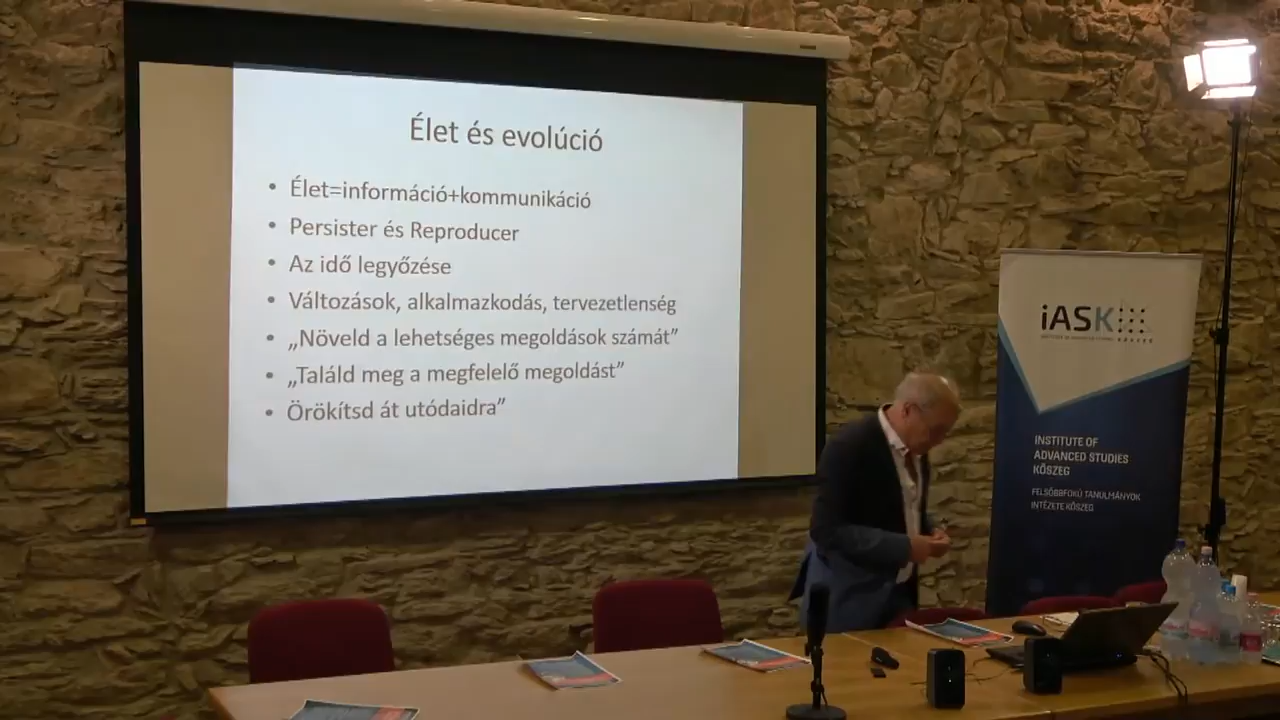 Élet és evolúció
• Élet=információ+kommunikáció
• Persister és Reproducer
• Az idő legyőzése
• Változások, alkalmazkodás, tervezetlenség
• „Növeld a lehetséges megoldások számát”
• „Találd meg a megfelelő megoldást”
• Örökítsd át utódaidra”
iASK
KŐSZEG
INSTITUTE OF
ADVANCED STUDIES
KŐSZEG
FELSŐBBFOKÚ TANULMÁNYOK
INTÉZETE KŐSZEG